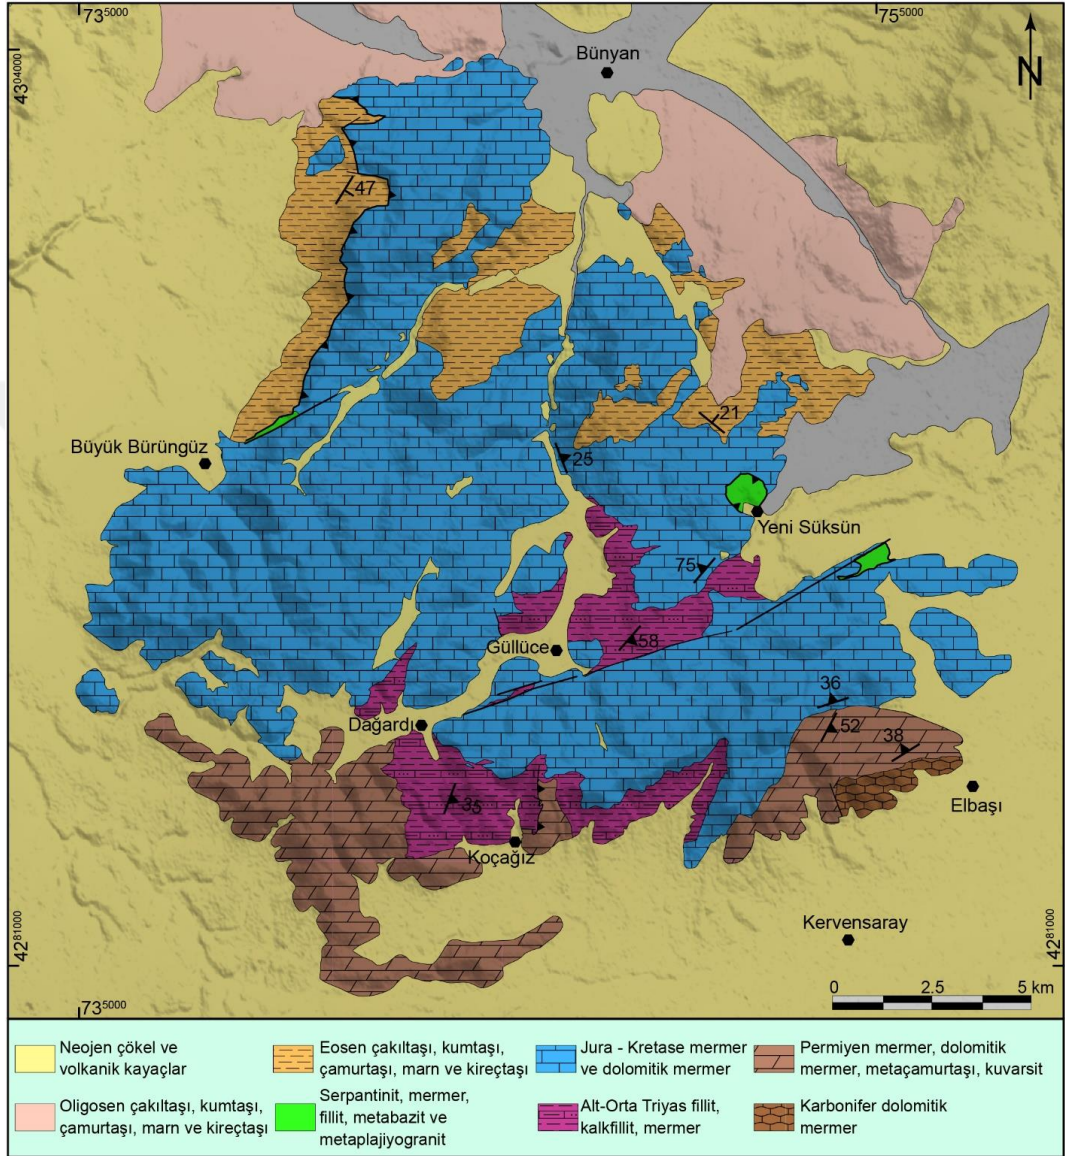 735000
755000
4304000
Bünyan
N
47
21
Büyük Bürüngüz
25
Yeni Süksün
75
58
Güllüce
36
Dağardı
52
38
35
Elbaşı
Koçağız
Kervensaray
4281000
4281000
0 2.5 5 km
735000
Neojen çökel ve
volkanik kayaçlar
Oligosen çakıltaşı, kumtaşı,
çamurtaşı, marn ve kireçtaşı
Eosen çakıltaşı, kumtaşı,
çamurtaşı, marn ve kireçtaşı
Serpantinit, mermer,
fillit, metabazit ve
metaplajiyogranit
Jura - Kretase mermer
ve dolomitik mermer
Alt-Orta Triyas fillit,
kalkfillit, mermer
Permiyen mermer, dolomitik
mermer, metaçamurtaşı, kuvarsit
Karbonifer dolomitik
mermer